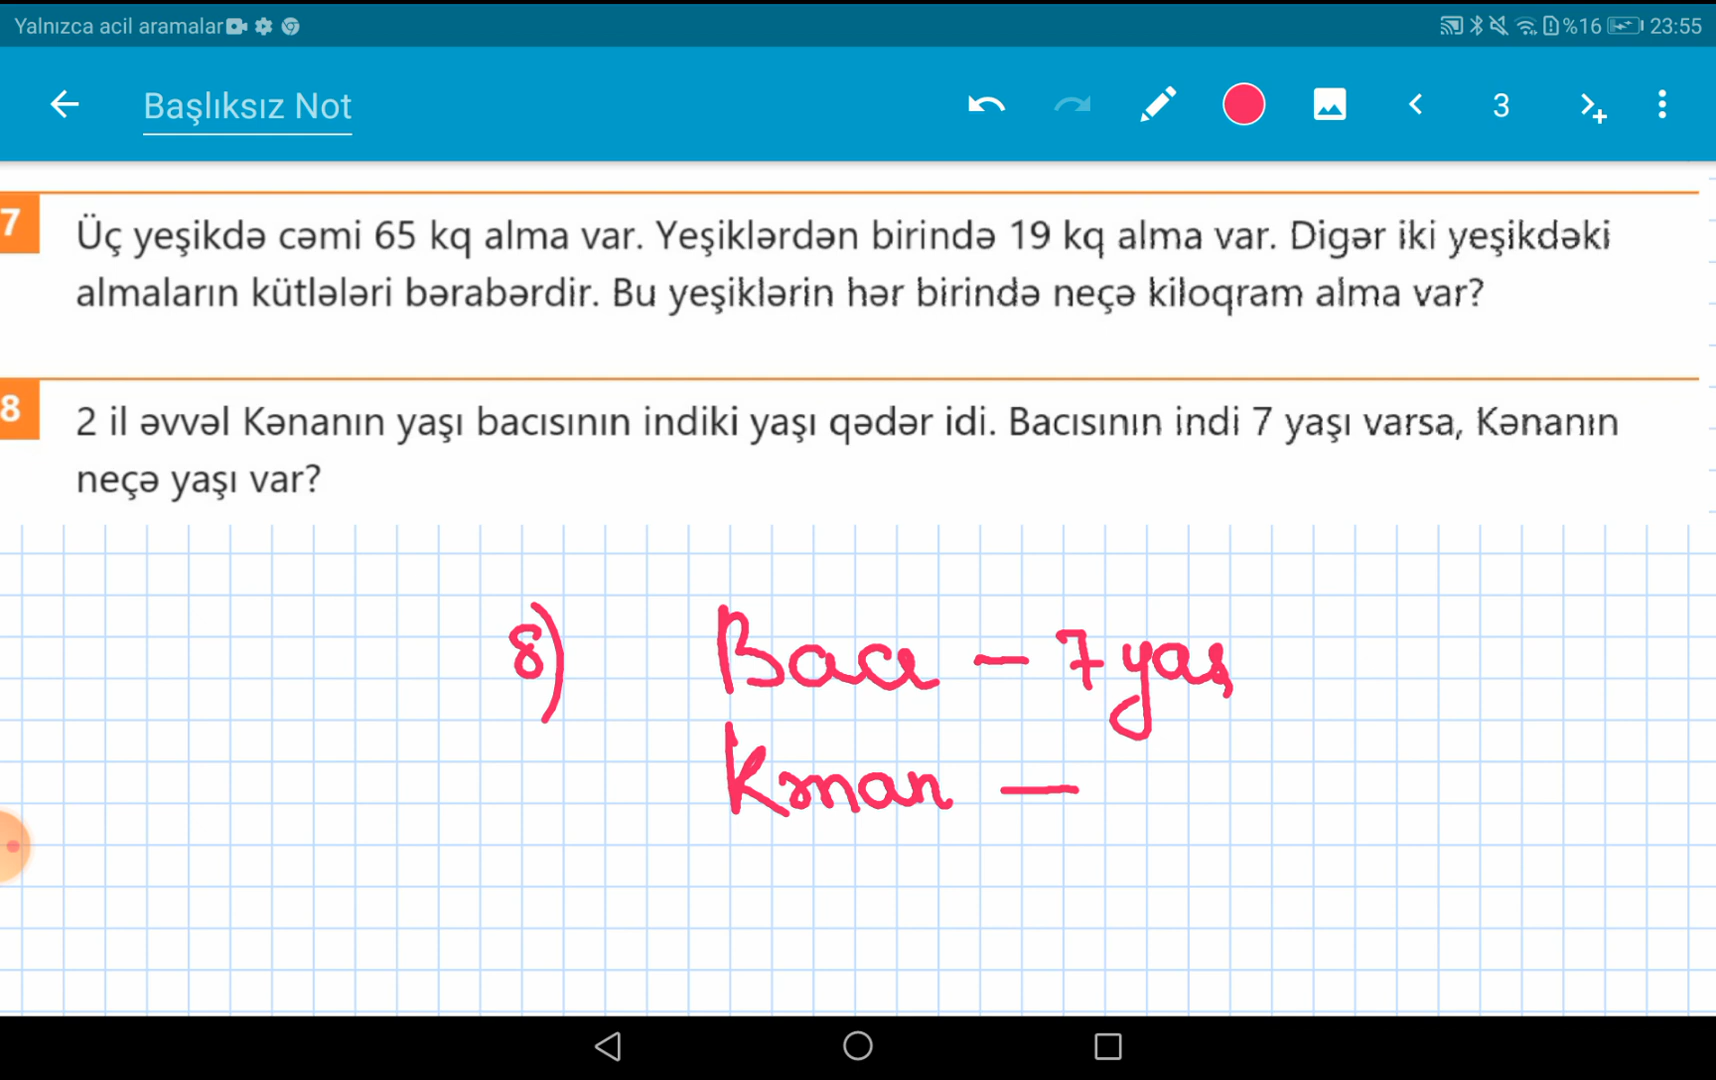 Yalnızca acil aramalar %16 23:55
Başlıksız Not 3
7 Üç yeşikdə cəmi 65 kq alma var. Yeşiklərdən birində 19 kq alma var. Digər iki yeşikdəki
almaların kütlələri bərabərdir. Bu yeşiklərin hər birində neçə kiloqram alma var?
8 2 il əvvəl Kənanın yaşı bacısının indiki yaşı qədər idi. Bacısının indi 7 yaşı varsa, Kənanın
neçə yaşı var?
8) Bacı – 7 yaş
Kənan –